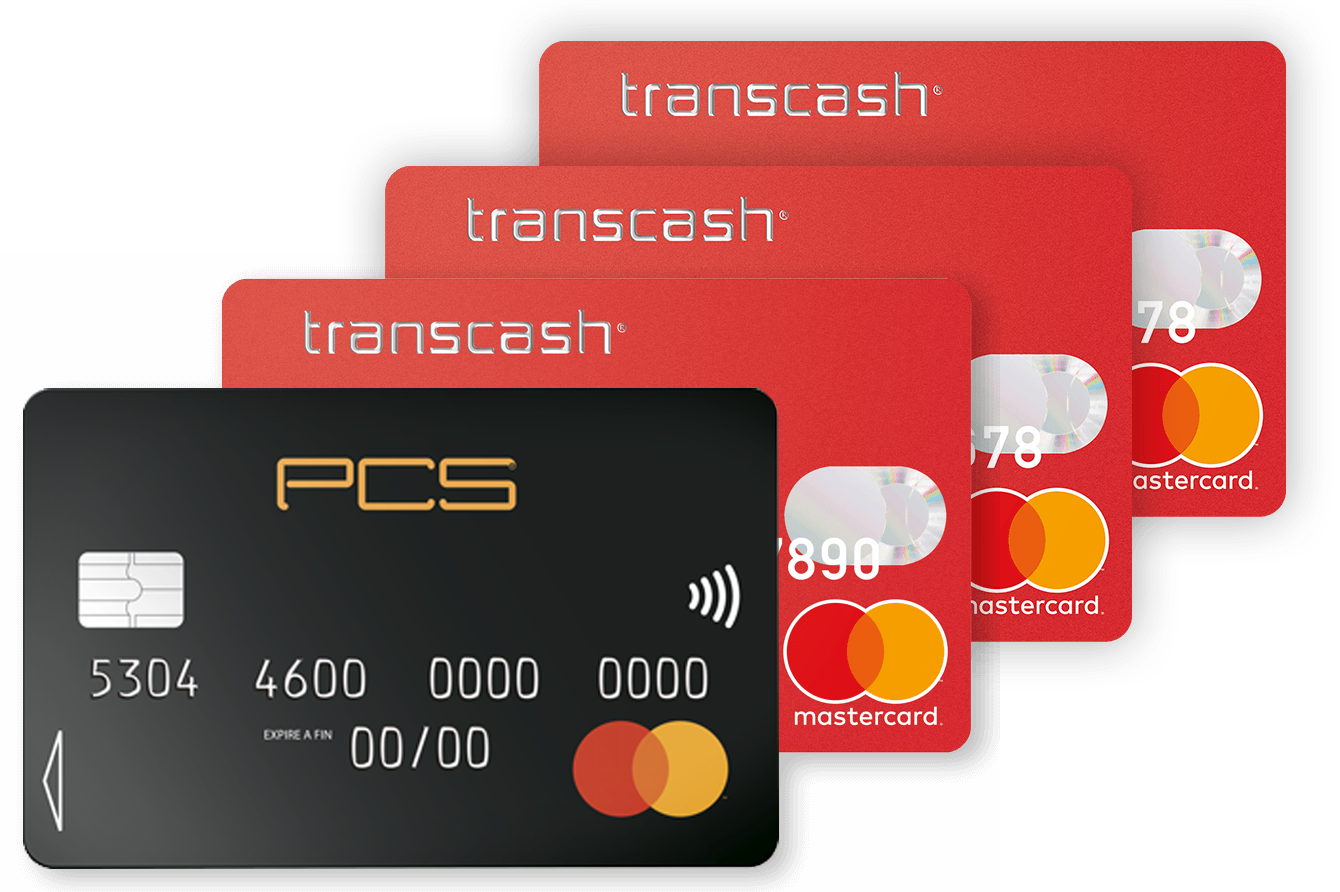 transcash®
transcash®
transcash®
PCS®
78
mastercard.
678
mastercard.
7890
mastercard.
5304 4600 0000 0000
EXPIRE A FIN 00/00